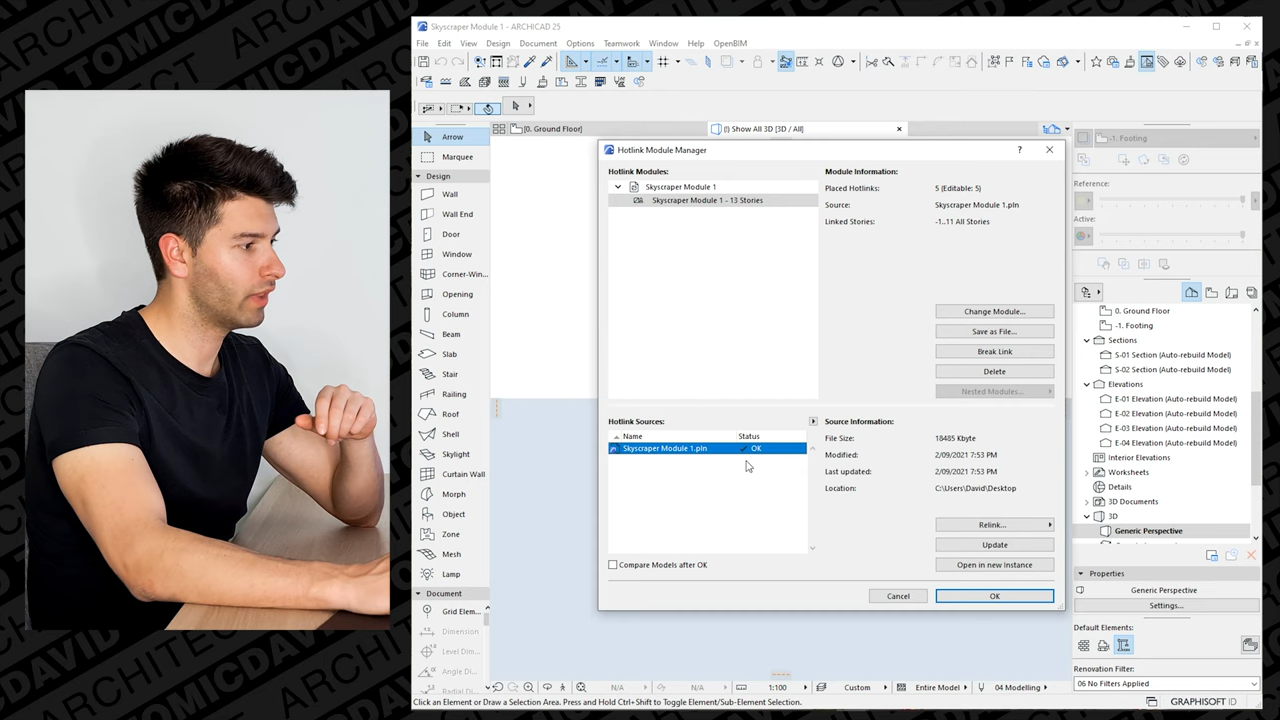 Skyscraper Module 1 - ARCHICAD 25
File Edit View Design Document Options Teamwork Window Help OpenBIM
[0. Ground Floor]
(!) Show All 3D [3D / All]
Arrow
Marquee
Design
Wall
Wall End
Door
Window
Corner-Win...
Opening
Column
Beam
Slab
Stair
Railing
Roof
Shell
Skylight
Curtain Wall
Morph
Object
Zone
Mesh
Lamp
Document
Grid Elem...
Dimension
Level Dim...
Angle Di...
Radial Di...
Hotlink Module Manager
Hotlink Modules:
Skyscraper Module 1
Skyscraper Module 1 - 13 Stories
Module Information:
Placed Hotlinks: 5 (Editable: 5)
Source: Skyscraper Module 1.pln
Linked Stories: -1..11 All Stories
Change Module...
Save as File...
Break Link
Delete
Nested Modules...
Hotlink Sources:
Name Status
Skyscraper Module 1.pln OK
Source Information:
File Size: 18485 Kbyte
Modified: 2/09/2021 7:53 PM
Last updated: 2/09/2021 7:53 PM
Location: C:\Users\David\Desktop
Relink...
Update
Open in new Instance
Compare Models after OK
Cancel
OK
-1. Footing
Reference:
Active:
0. Ground Floor
-1. Footing
Sections
S-01 Section (Auto-rebuild Model)
S-02 Section (Auto-rebuild Model)
Elevations
E-01 Elevation (Auto-rebuild Model)
E-02 Elevation (Auto-rebuild Model)
E-03 Elevation (Auto-rebuild Model)
E-04 Elevation (Auto-rebuild Model)
Interior Elevations
Worksheets
Details
3D Documents
3D
Generic Perspective
Properties
Generic Perspective
Settings...
Default Elements:
Renovation Filter:
06 No Filters Applied
N/A N/A 1:100 Custom Entire Model 04 Modelling
Click an Element or Draw a Selection Area. Press and Hold Ctrl+Shift to Toggle Element/Sub-Element Selection.
GRAPHISOFT ID